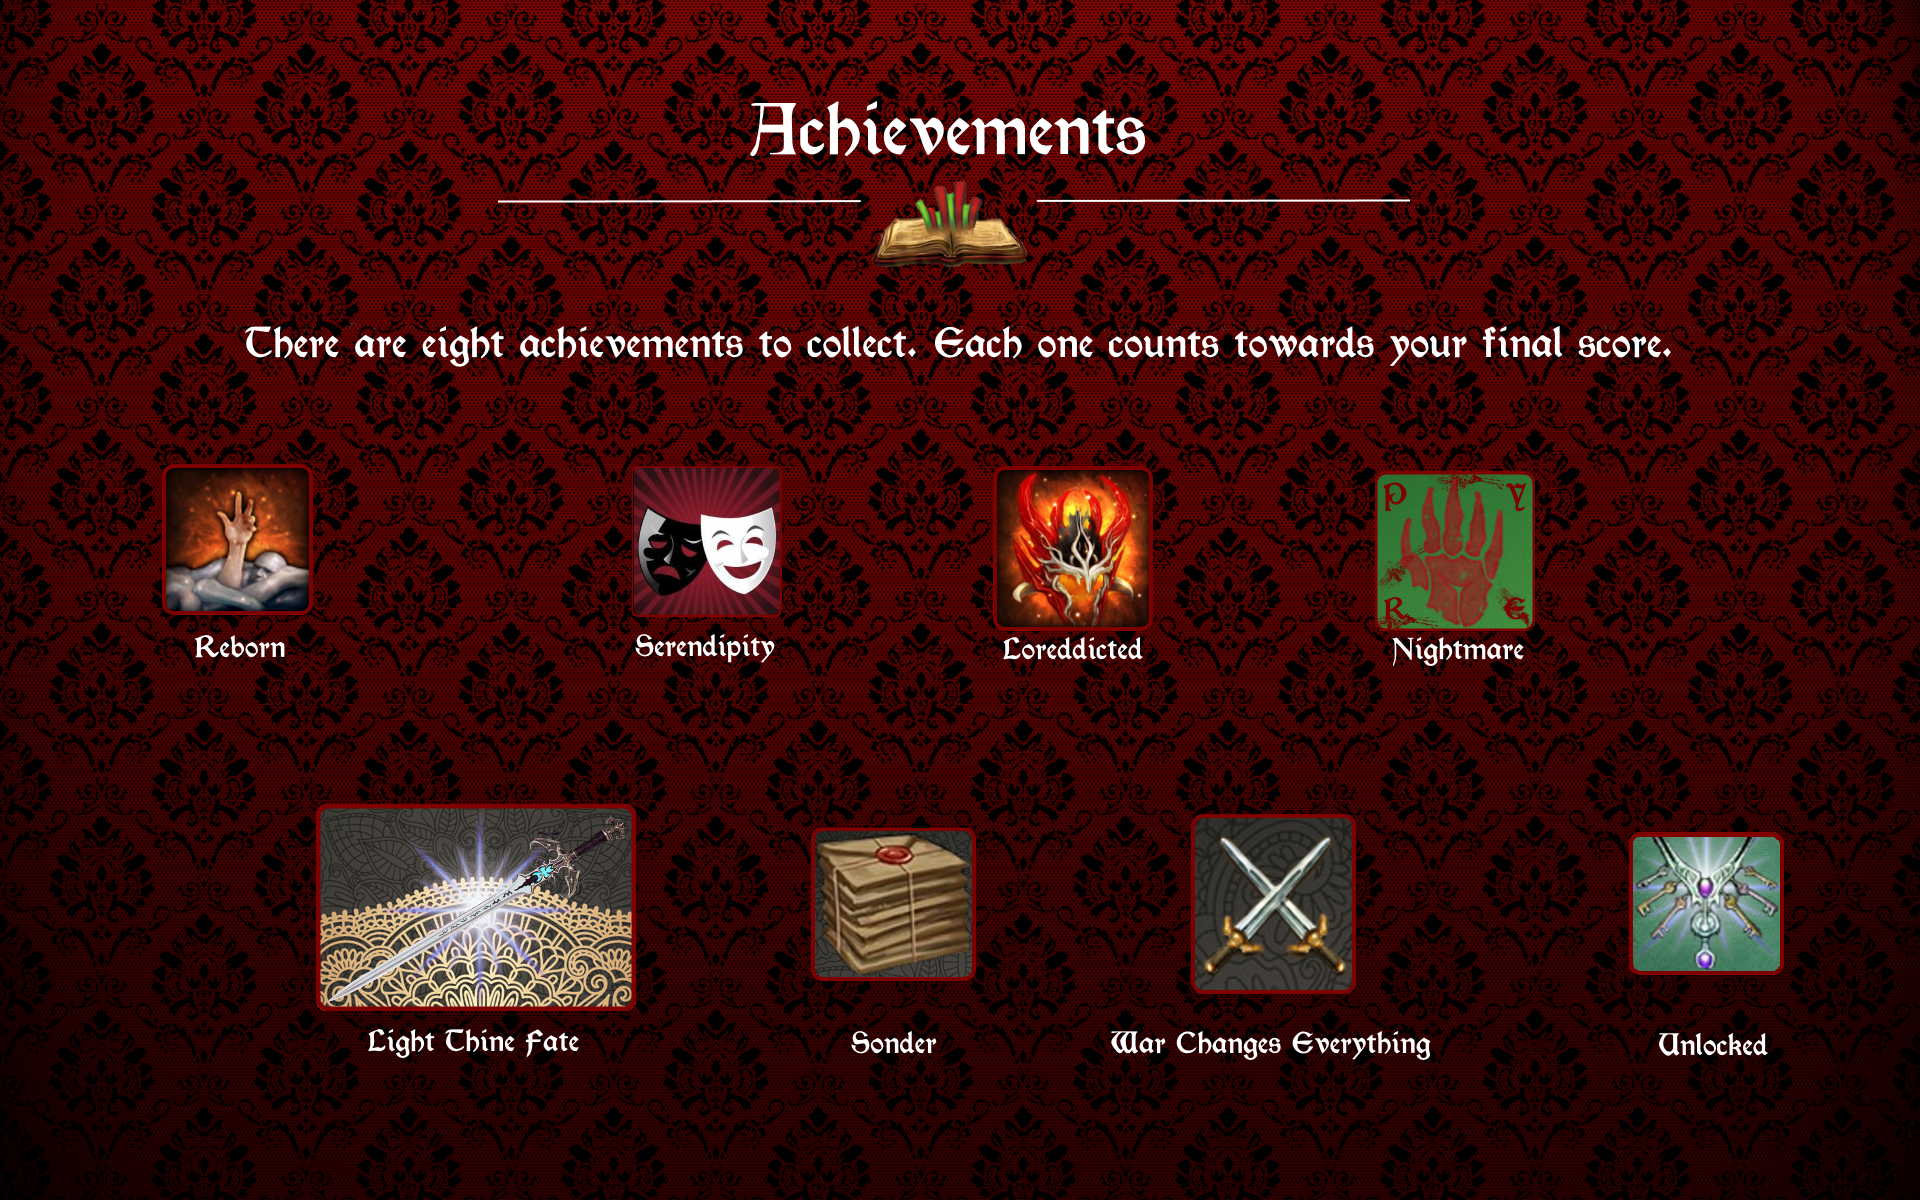 Achievements
There are eight achievements to collect. Each one counts towards your final score.
P Y
R E
Reborn
Serendipity
Loreddicted
Nightmare
Light Thine Fate
Sonder
War Changes Everything
Unlocked